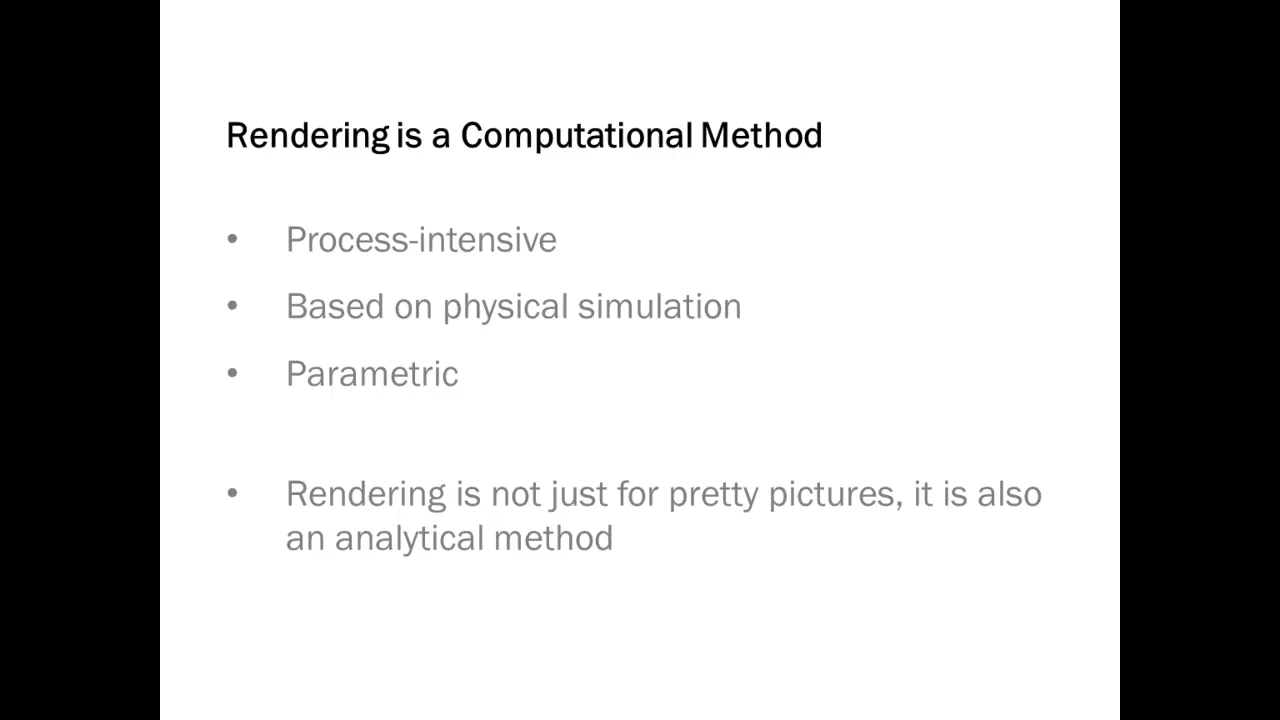 Rendering is a Computational Method
• Process-intensive
• Based on physical simulation
• Parametric
• Rendering is not just for pretty pictures, it is also
an analytical method